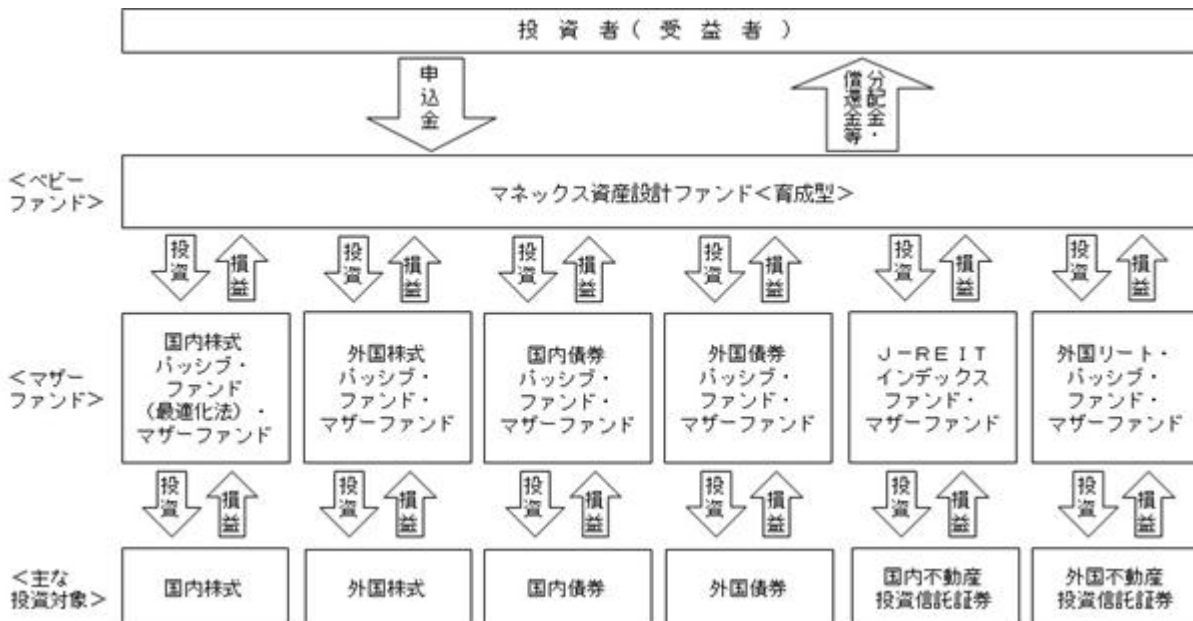 投資者(受益者)
申込金
分配金・
償還金等
<ベビー
ファンド>
マネックス資産設計ファンド<育成型>
投資
損益
投資
損益
投資
損益
投資
損益
投資
損益
投資
損益
<マザー
ファンド>
国内株式
パッシブ・
ファンド
(最適化法)・
マザーファンド
外国株式
パッシブ・
ファンド・
マザーファンド
国内債券
パッシブ・
ファンド・
マザーファンド
外国債券
パッシブ・
ファンド・
マザーファンド
J-REIT
インデックス
ファンド・
マザーファンド
外国リート・
パッシブ・
ファンド・
マザーファンド
投資
損益
投資
損益
投資
損益
投資
損益
投資
損益
投資
損益
<主な
投資対象>
国内株式
外国株式
国内債券
外国債券
国内不動産
投資信託証券
外国不動産
投資信託証券